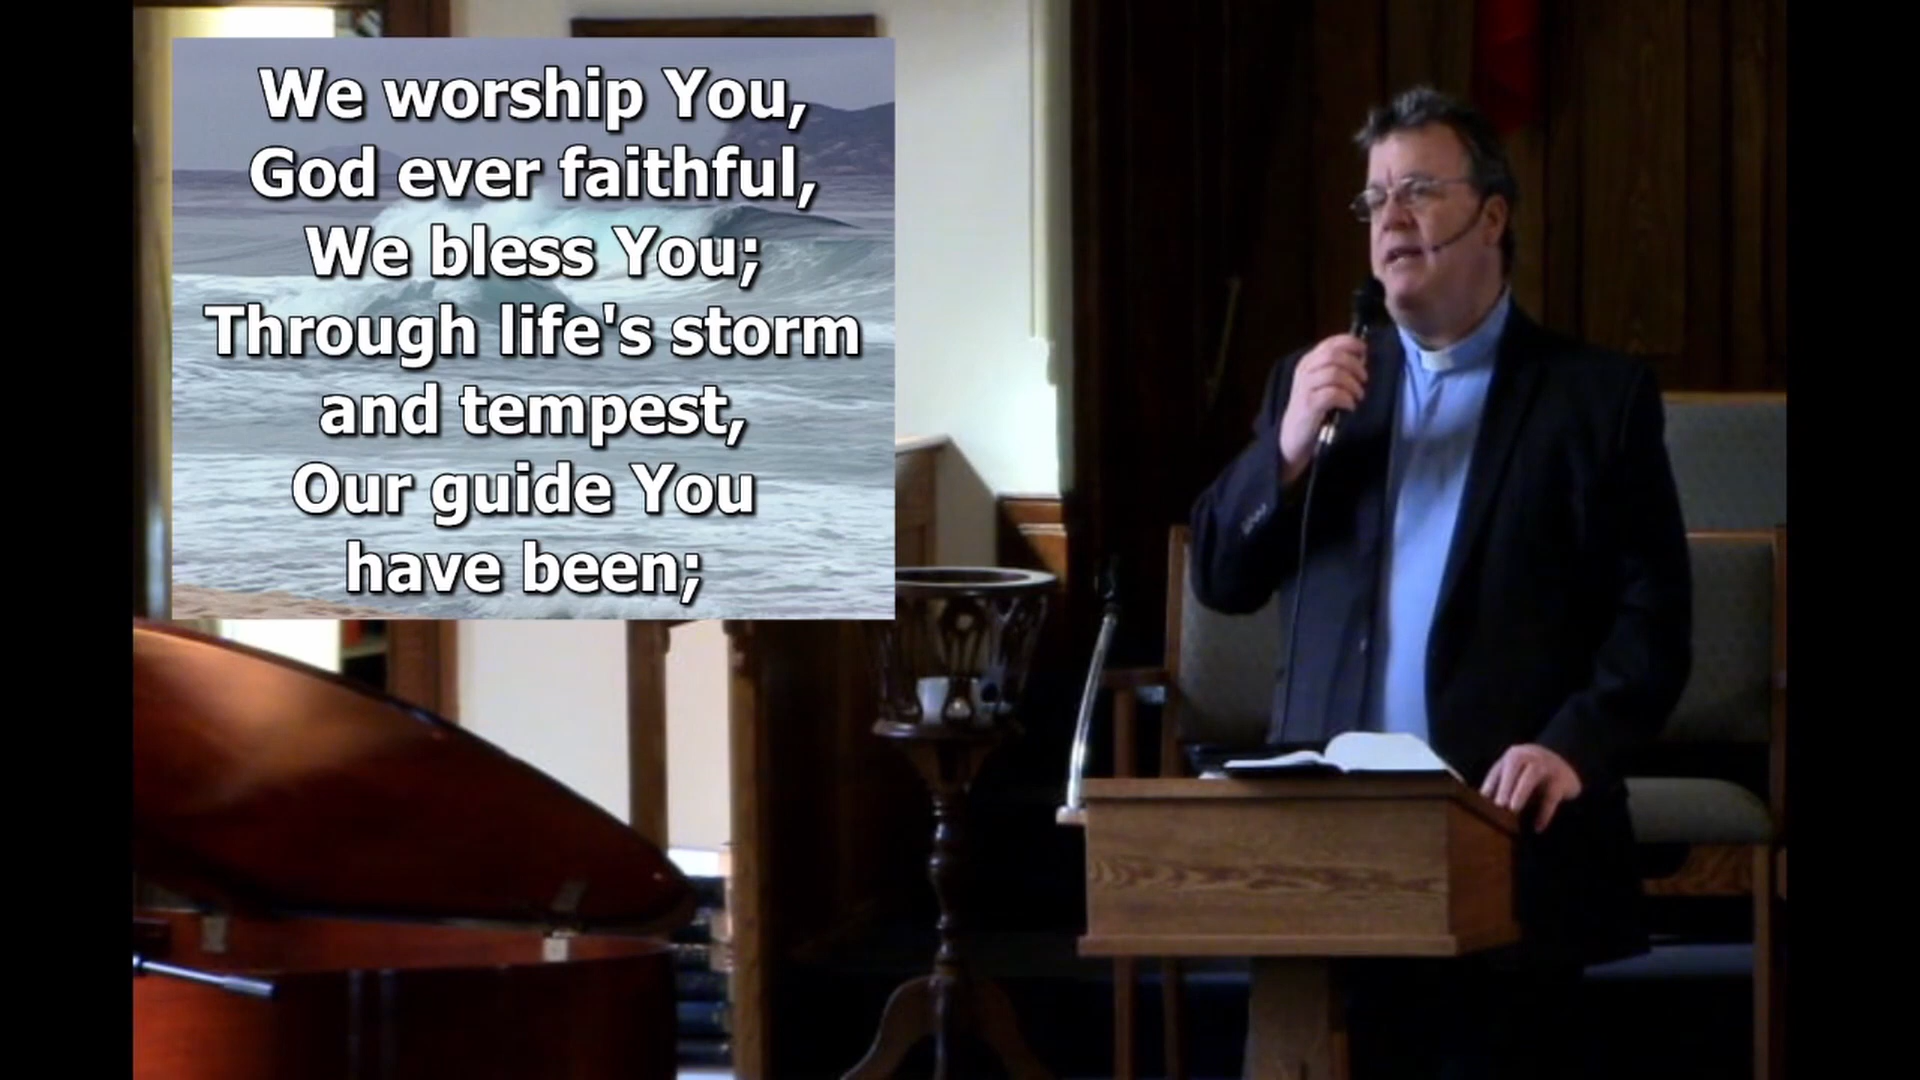 We worship You,
God ever faithful,
We bless You;
Through life's storm
and tempest,
Our guide You
have been;